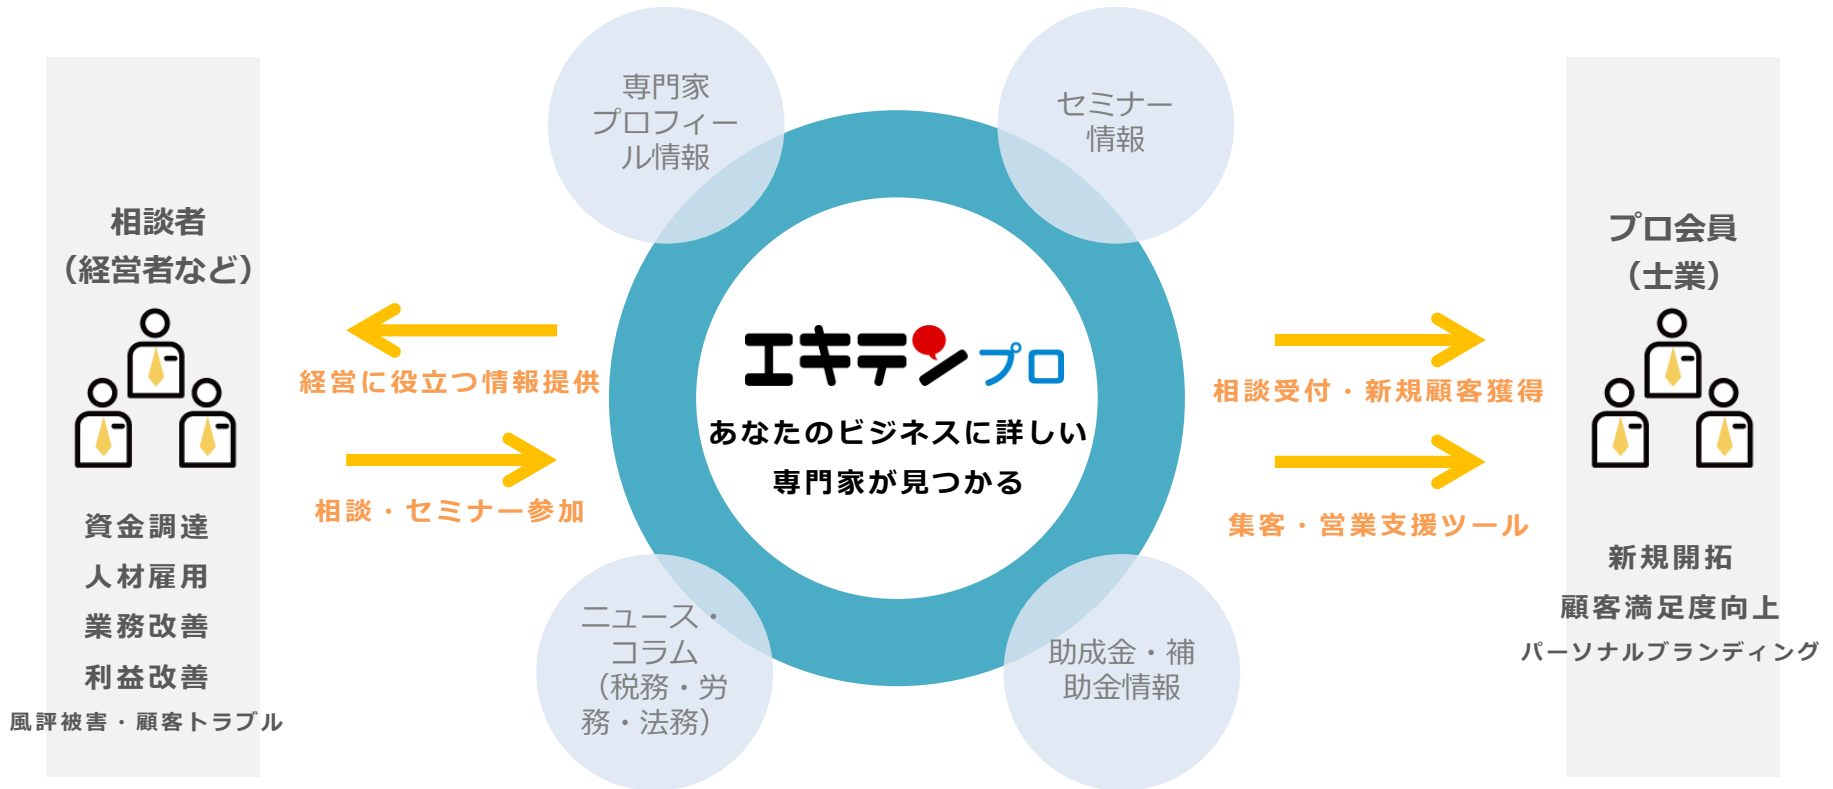 相談者
（経営者など）
資金調達
人材雇用
業務改善
利益改善
風評被害・顧客トラブル
経営に役立つ情報提供
相談・セミナー参加
専門家
プロフィー
ル情報
セミナー
情報
エキテン プロ
あなたのビジネスに詳しい
専門家が見つかる
ニュース・
コラム
（税務・労
務・法務）
助成金・補
助金情報
相談受付・新規顧客獲得
集客・営業支援ツール
プロ会員
（士業）
新規開拓
顧客満足度向上
パーソナルブランディング